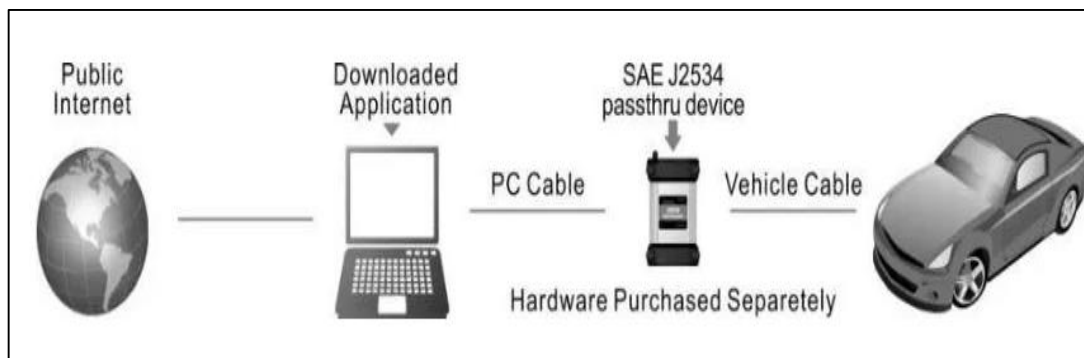 Public
Internet
Downloaded
Application
SAE J2534
passthru device
PC Cable
Vehicle Cable
Hardware Purchased Separetely